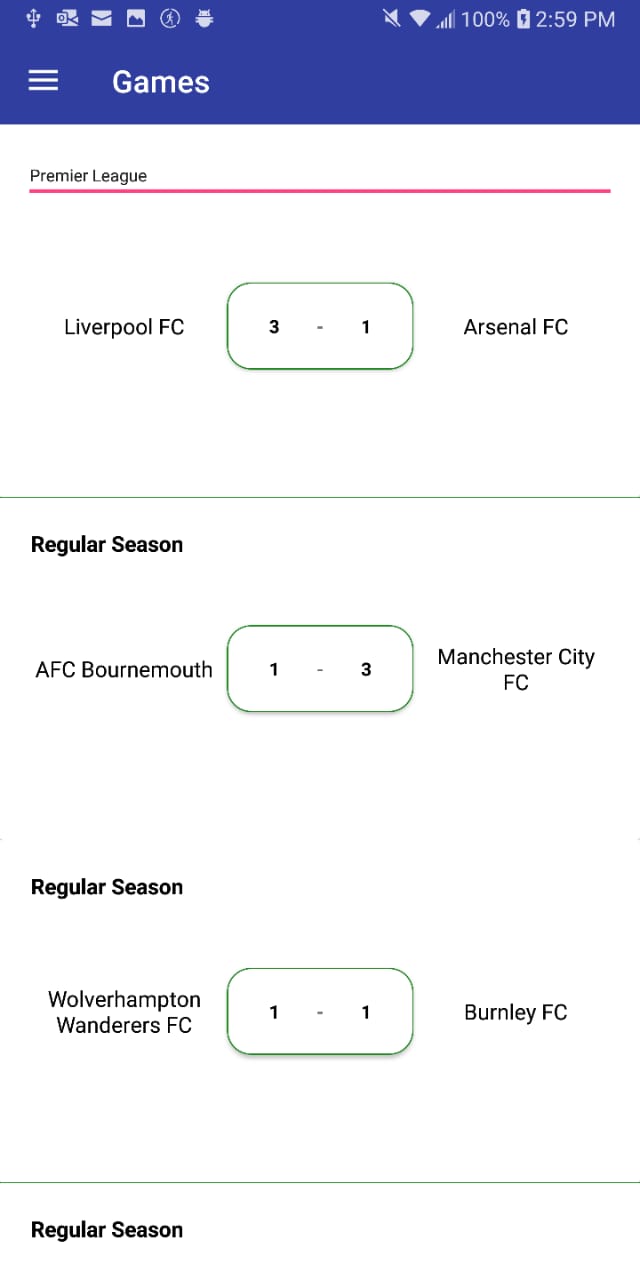 100% 2:59 PM
Games
Premier League
Liverpool FC 3 - 1 Arsenal FC
Regular Season
AFC Bournemouth 1 - 3 Manchester City
FC
Regular Season
Wolverhampton
Wanderers FC 1 - 1 Burnley FC
Regular Season